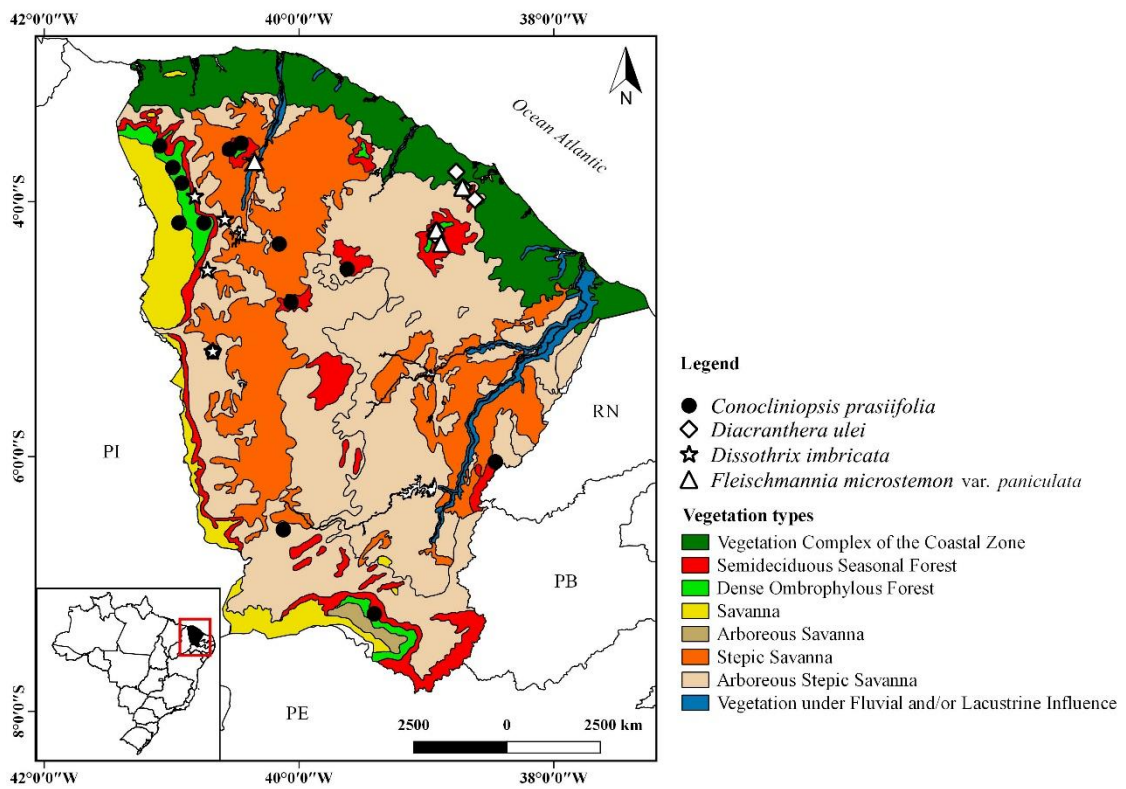 42°0'0"W 40°0'0"W 38°0'0"W
N
Ocean Atlantic
4°0'0"S
6°0'0"S
8°0'0"S
PI
RN
PB
PE
2500 0 2500 km
42°0'0"W 40°0'0"W 38°0'0"W
Legend
Conocliniopsis prasiifolia
Diacranthera ulei
Dissothrix imbricata
Fleischmannia microstemon var. paniculata
Vegetation types
Vegetation Complex of the Coastal Zone
Semideciduous Seasonal Forest
Dense Ombrophylous Forest
Savanna
Arboreous Savanna
Stepic Savanna
Arboreous Stepic Savanna
Vegetation under Fluvial and/or Lacustrine Influence